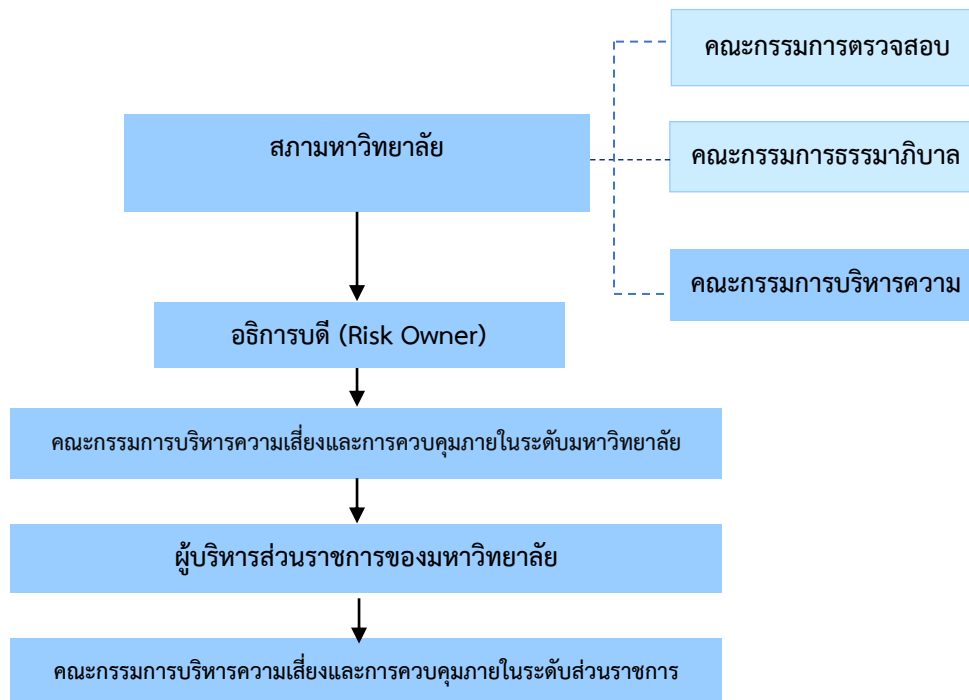 คณะกรรมการตรวจสอบ
สภามหาวิทยาลัย
คณะกรรมการธรรมาภิบาล
คณะกรรมการบริหารความ
อธิการบดี (Risk Owner)
คณะกรรมการบริหารความเสี่ยงและการควบคุมภายในระดับมหาวิทยาลัย
ผู้บริหารส่วนราชการของมหาวิทยาลัย
คณะกรรมการบริหารความเสี่ยงและการควบคุมภายในระดับส่วนราชการ